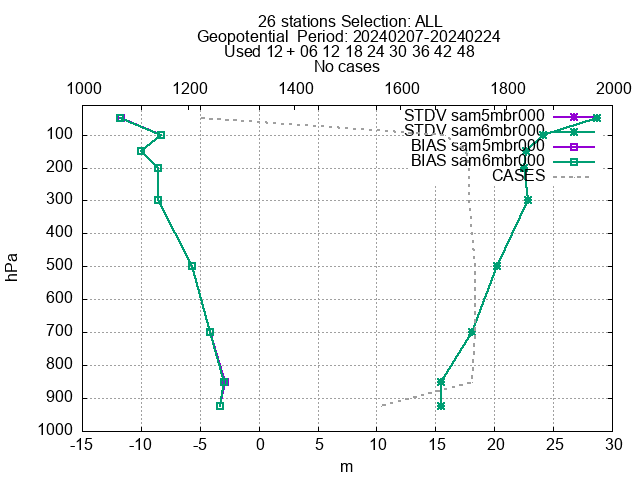 26 stations Selection: ALL
Geopotential Period: 20240207-20240224
Used 12 + 06 12 18 24 30 36 42 48
No cases
1000 1200 1400 1600 1800 2000
STDV sam5mbr000
STDV sam6mbr000
BIAS sam5mbr000
BIAS sam6mbr000
CASES
100
200
300
400
500
600
700
800
900
1000
hPa
-15 -10 -5 0 5 10 15 20 25 30
m